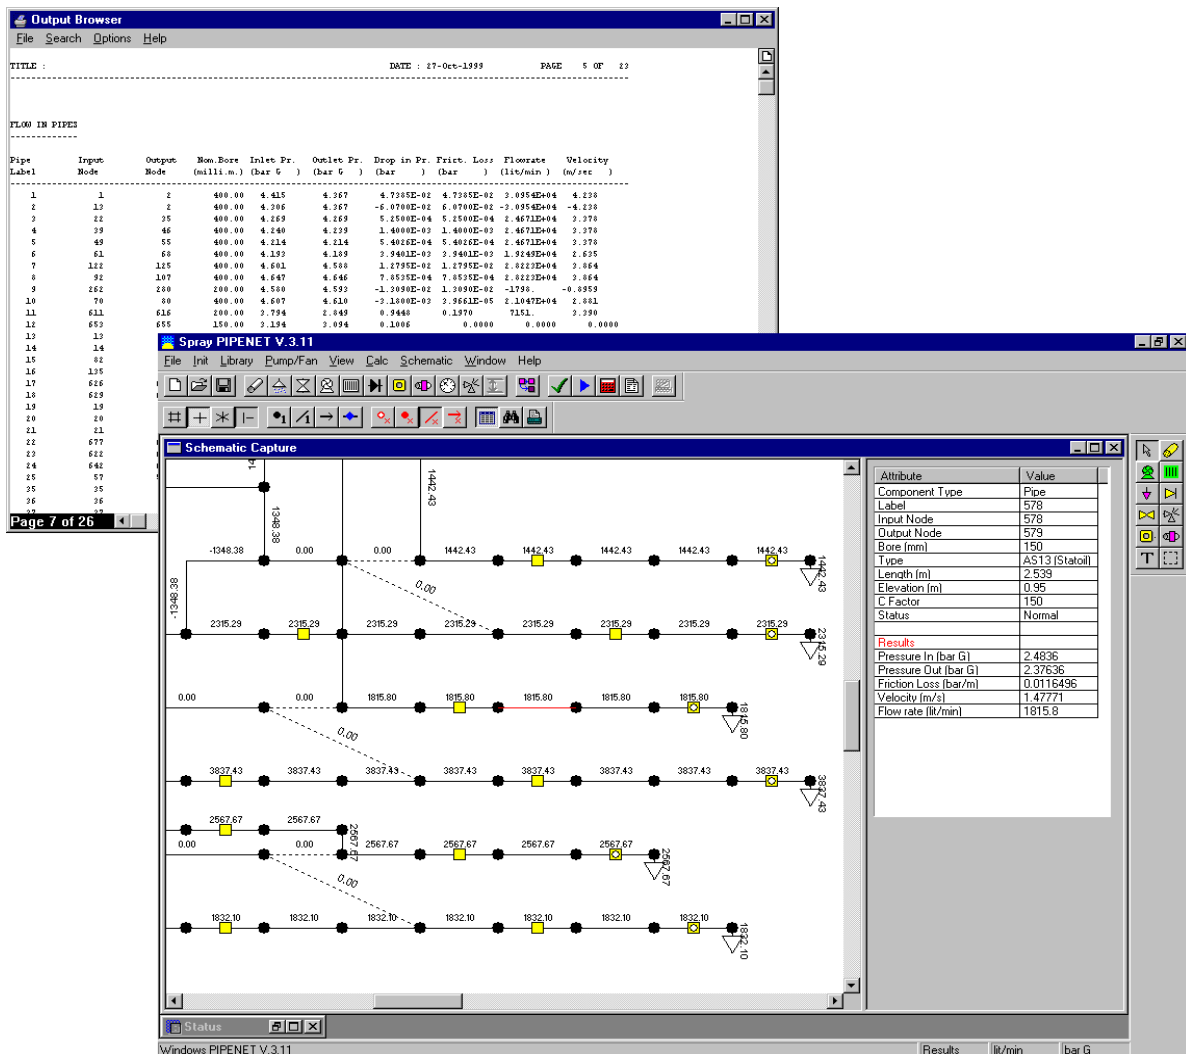 Output Browser
File Search Options Help
TITLE : DATE : 27-Oct-1999 PAGE 5 OF 23
FLOW IN PIPES
Pipe Input Output Nom.Bore Inlet Pr. Outlet Pr. Drop in Pr. Frict. Loss Flowrate Velocity
Label Node Node (milli.m.) (bar G ) (bar G ) (bar ) (bar ) (lit/min ) (m/sec )
1 1 2 400.00 4.415 4.367 4.7385E-02 4.7385E-02 3.0954E+04 4.238
2 13 2 400.00 4.306 4.367 -6.0700E-02 6.0700E-02 -3.0954E+04 -4.238
3 22 35 400.00 4.269 4.269 5.2500E-04 5.2500E-04 2.4671E+04 3.378
4 39 46 400.00 4.240 4.239 1.4000E-03 1.4000E-03 2.4671E+04 3.378
5 49 55 400.00 4.214 4.214 5.4026E-04 5.4026E-04 2.4671E+04 3.378
6 61 68 400.00 4.193 4.189 3.9401E-03 3.9401E-03 1.9249E+04 2.635
7 122 125 400.00 4.601 4.588 1.2795E-02 1.2795E-02 2.8223E+04 3.864
8 92 107 400.00 4.647 4.646 7.8535E-04 7.8535E-04 2.8223E+04 3.864
9 262 280 200.00 4.580 4.593 -1.3090E-02 1.3090E-02 -1798. -0.8959
10 70 80 400.00 4.607 4.610 -3.1800E-03 3.9661E-05 2.1047E+04 2.881
11 611 616 200.00 3.794 2.849 0.9448 0.1970 7151. 3.390
12 653 655 150.00 3.194 3.094 0.1006 0.0000 0.0000 0.0000
13 13
14 14
15 82
16 135
17 626
18 629
19 19
20 20
21 21
22 677
23 622
24 642
25 57
35 35
36 36
37 37
Page 7 of 26
Spray PIPENET V.3.11
File Init Library Pump/Fan View Calc Schematic Window Help
1 1
Schematic Capture
1442.43
1348.38
-1348.38 0.00 0.00 1442.43 1442.43 1442.43 1442.43 1442.43
1442.43
-1348.38
0.00
2315.29 2315.29 2315.29 2315.29 2315.29 2315.29 2315.29 2315.29
2315.29
0.00 0.00 1815.80 1815.80 1815.80 1815.80 1815.80
1815.80
0.00
3837.43 3837.43 3837.43 3837.43 3837.43 3837.43 3837.43 3837.43
3837.43
2567.67 2567.67
2567.67
0.00 0.00 2567.67 2567.67 2567.67 2567.67
2567.67
0.00
1832.10 1832.10 1832.10 1832.10 1832.10 1832.10 1832.10
1832.10
Attribute Value
Component Type Pipe
Label 578
Input Node 578
Output Node 579
Bore (mm) 150
Type AS13 (Statoil)
Length (m) 2.539
Elevation (m) 0.95
C Factor 150
Status Normal
Results
Pressure In (bar G) 2.4836
Pressure Out (bar G) 2.37636
Friction Loss (bar/m) 0.0116496
Velocity (m/s) 1.47771
Flow rate (lit/min) 1815.8
T
Status
Windows PIPENET V.3.11 Results lit/min bar G